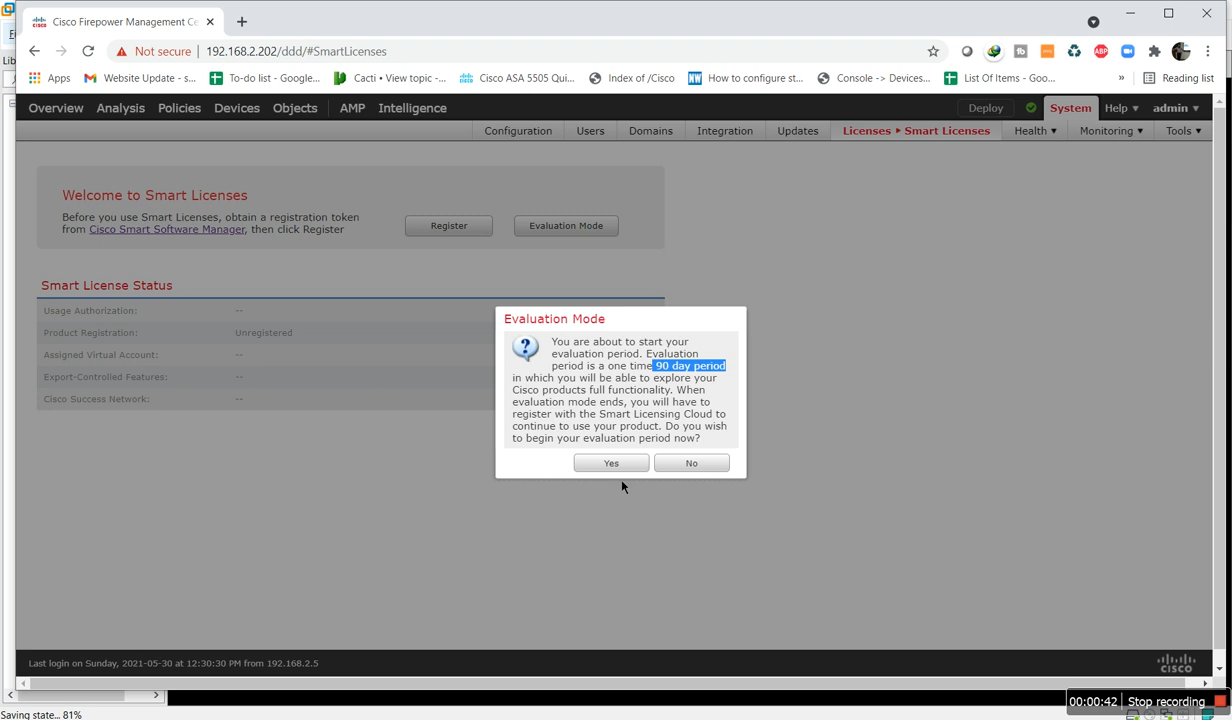 Cisco Firepower Management Ce
Not secure | 192.168.2.202/ddd/#SmartLicenses
Apps
Website Update - s...
To-do list - Google...
Cacti • View topic -...
Cisco ASA 5505 Qui...
Index of /Cisco
How to configure st...
Console -> Devices...
List Of Items - Goo...
»
Reading list
Overview Analysis Policies Devices Objects AMP Intelligence
Deploy System Help ▾ admin ▾
Configuration Users Domains Integration Updates Licenses ▸ Smart Licenses Health ▾ Monitoring ▾ Tools ▾
Welcome to Smart Licenses
Before you use Smart Licenses, obtain a registration token
from Cisco Smart Software Manager, then click Register
Register
Evaluation Mode
Smart License Status
Usage Authorization: --
Product Registration: Unregistered
Assigned Virtual Account: --
Export-Controlled Features: --
Cisco Success Network: --
Evaluation Mode
You are about to start your
evaluation period. Evaluation
period is a one time 90 day period
in which you will be able to explore your
Cisco products full functionality. When
evaluation mode ends, you will have to
register with the Smart Licensing Cloud to
continue to use your product. Do you wish
to begin your evaluation period now?
Yes
No
Last login on Sunday, 2021-05-30 at 12:30:30 PM from 192.168.2.5
CISCO
00:00:42 Stop recording
Saving state... 81%